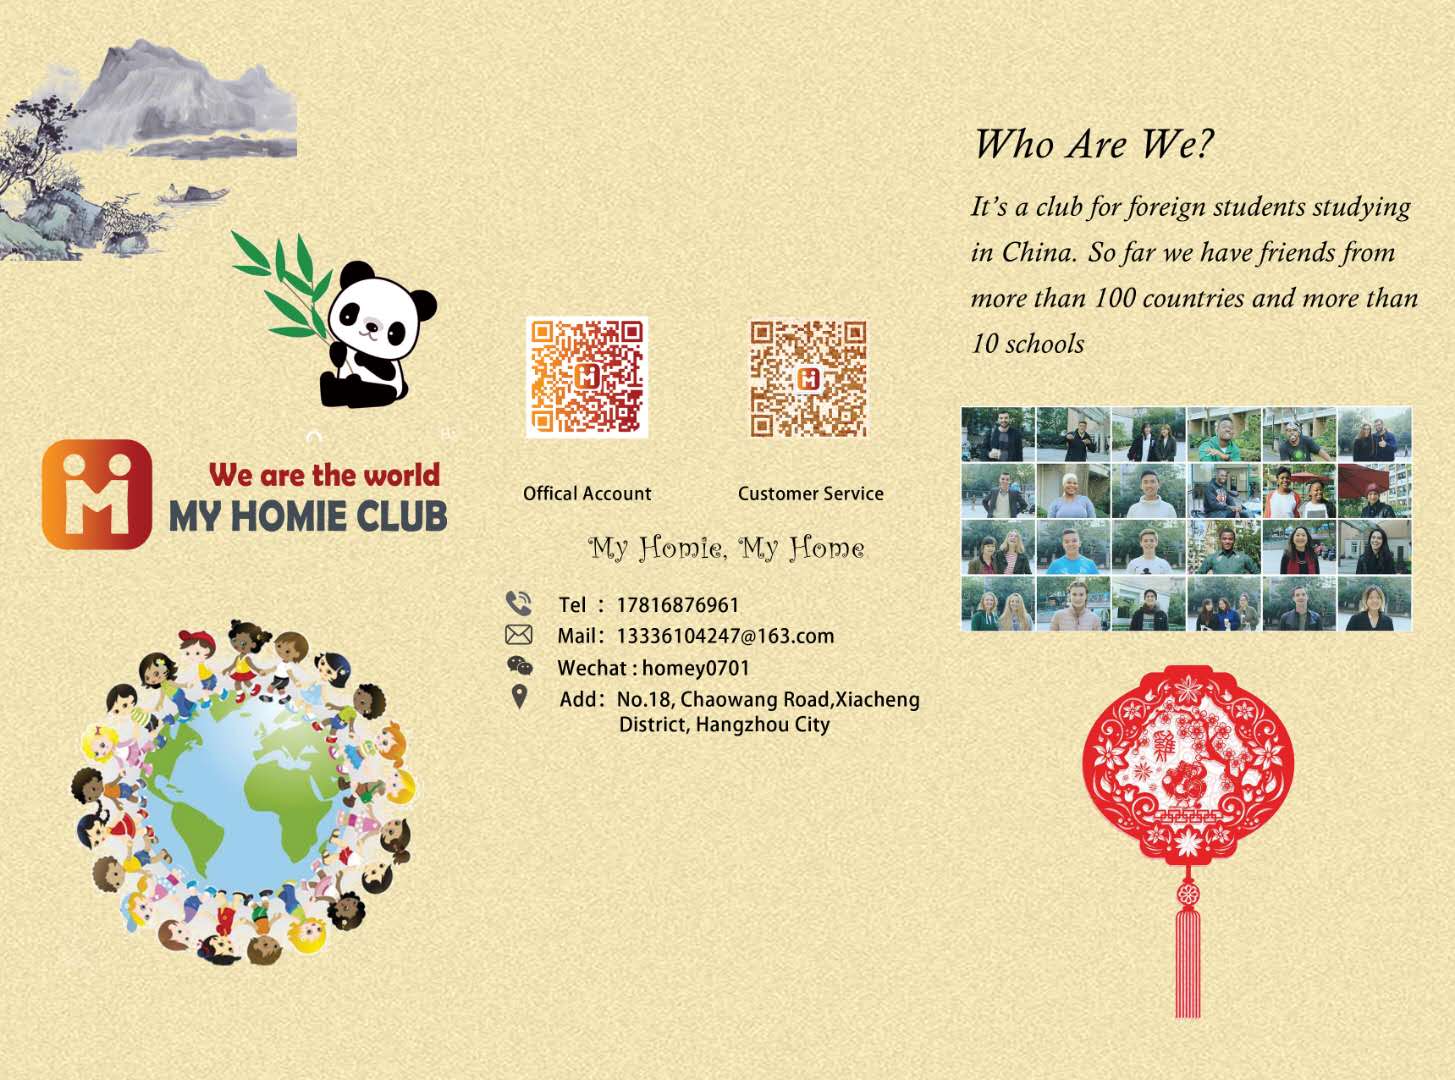 We are the world
MY HOMIE CLUB
Offical Account
Customer Service
My Homie, My Home
Tel : 17816876961
Mail: 13336104247@163.com
Wechat : homey0701
Add: No.18, Chaowang Road,Xiacheng
District, Hangzhou City
Who Are We?
It's a club for foreign students studying
in China. So far we have friends from
more than 100 countries and more than
10 schools
雞